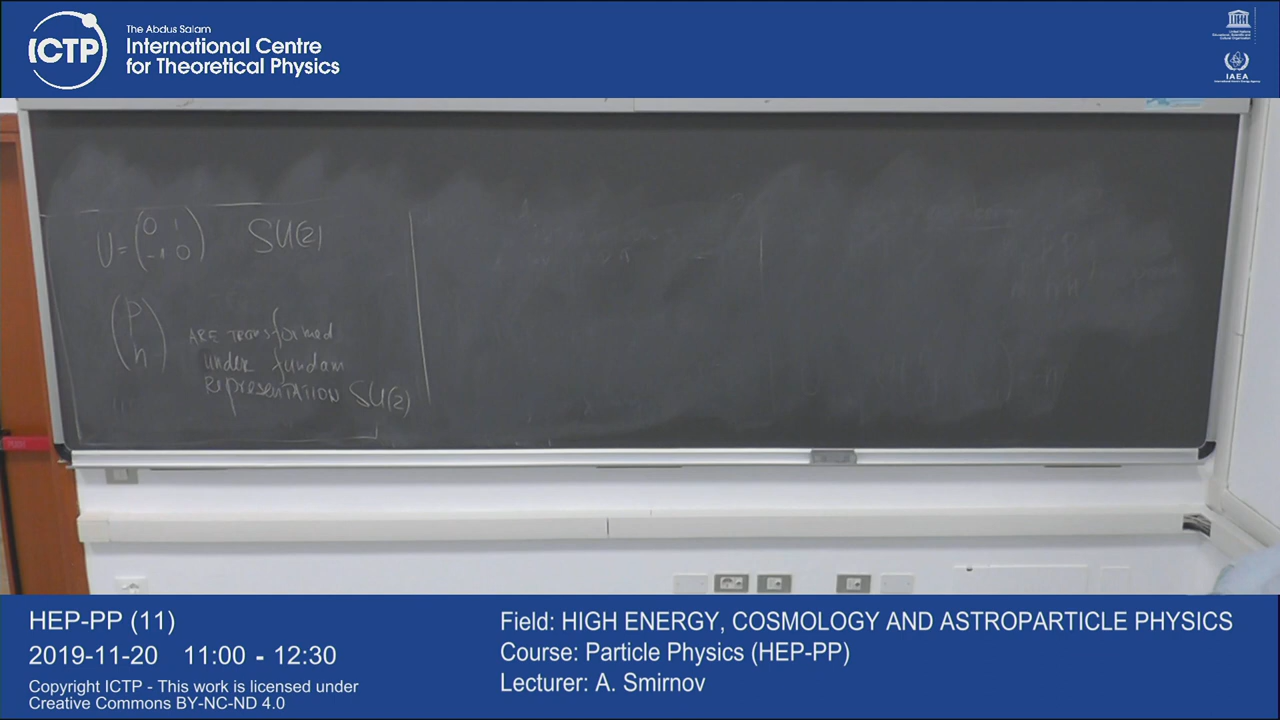 The Abdus Salam
ICTP
International Centre
for Theoretical Physics
IAEA
U = (0 1
-1 0)
SU(2)
(p
n)
ARE TRANSformed
under fundam
REPRESENTATION SU(2)
HEP-PP (11)
2019-11-20 11:00 - 12:30
Copyright ICTP - This work is licensed under
Creative Commons BY-NC-ND 4.0
Field: HIGH ENERGY, COSMOLOGY AND ASTROPARTICLE PHYSICS
Course: Particle Physics (HEP-PP)
Lecturer: A. Smirnov